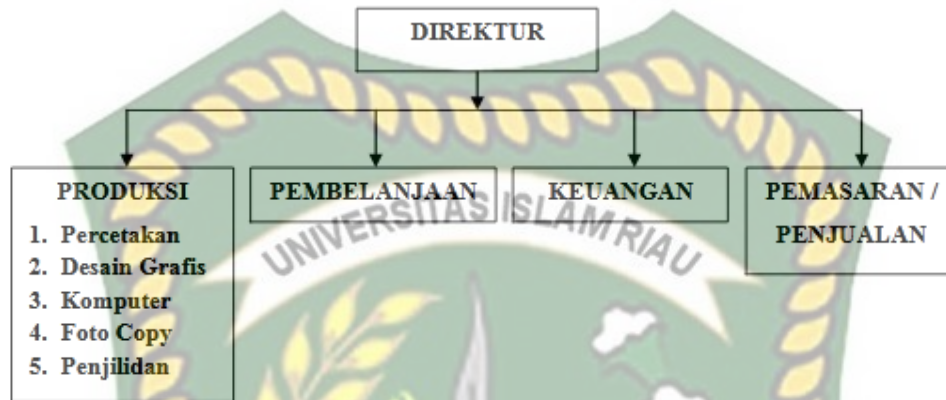 DIREKTUR
PRODUKSI
1. Percetakan
2. Desain Grafis
3. Komputer
4. Foto Copy
5. Penjilidan
PEMBELANJAAN
KEUANGAN
PEMASARAN /
PENJUALAN
UNIVERSITAS ISLAM RIAU